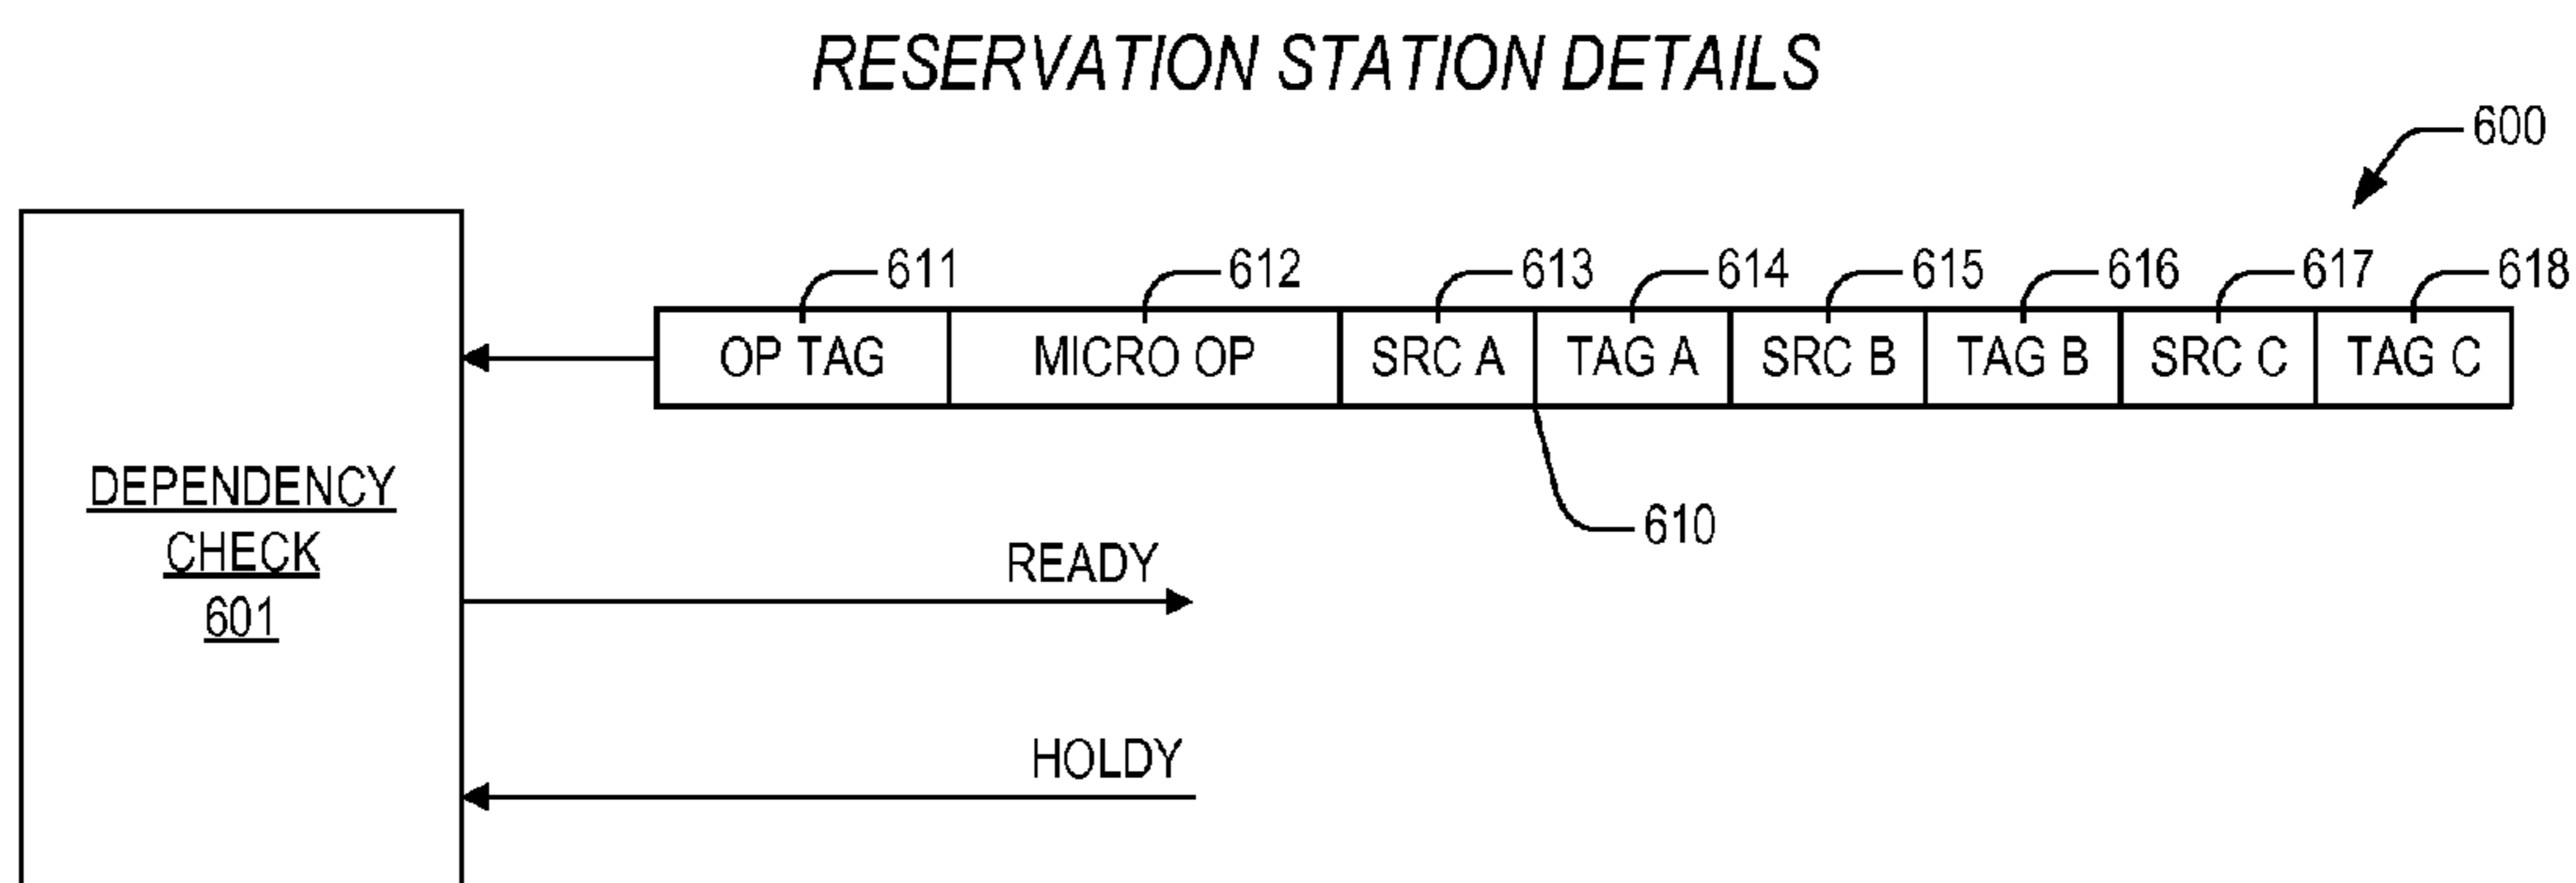 RESERVATION STATION DETAILS
600
611 612 613 614 615 616 617 618
OP TAG MICRO OP SRC A TAG A SRC B TAG B SRC C TAG C
610
DEPENDENCY
CHECK
601
READY
HOLDY